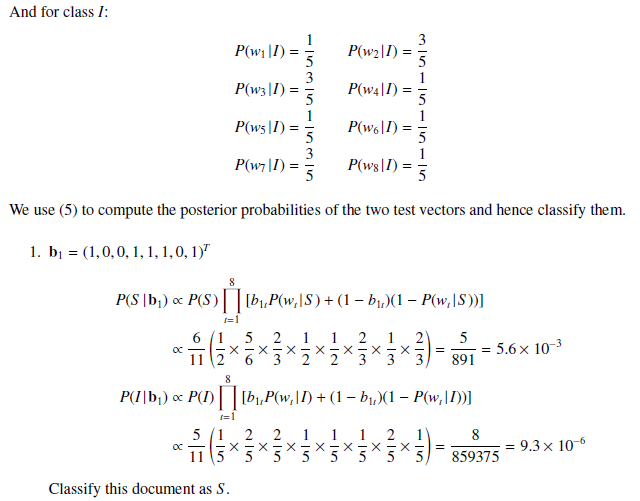 And for class I:
P(w₁|I) = 1/5    P(w₂|I) = 3/5
P(w₃|I) = 3/5    P(w₄|I) = 1/5
P(w₅|I) = 1/5    P(w₆|I) = 1/5
P(w₇|I) = 3/5    P(w₈|I) = 1/5
We use (5) to compute the posterior probabilities of the two test vectors and hence classify them.
1. b₁ = (1,0,0,1,1,1,0,1)ᵀ
P(S|b₁) ∝ P(S) ∏_{t=1}^{8} [b₁ₜP(wₜ|S) + (1 − b₁ₜ)(1 − P(wₜ|S))]
∝ 6/11 (1/2 × 5/6 × 2/3 × 1/2 × 1/2 × 2/3 × 1/3 × 2/3) = 5/891 = 5.6 × 10⁻³
P(I|b₁) ∝ P(I) ∏_{t=1}^{8} [b₁ₜP(wₜ|I) + (1 − b₁ₜ)(1 − P(wₜ|I))]
∝ 5/11 (1/5 × 2/5 × 2/5 × 1/5 × 1/5 × 1/5 × 2/5 × 1/5) = 8/859375 = 9.3 × 10⁻⁶
Classify this document as S.